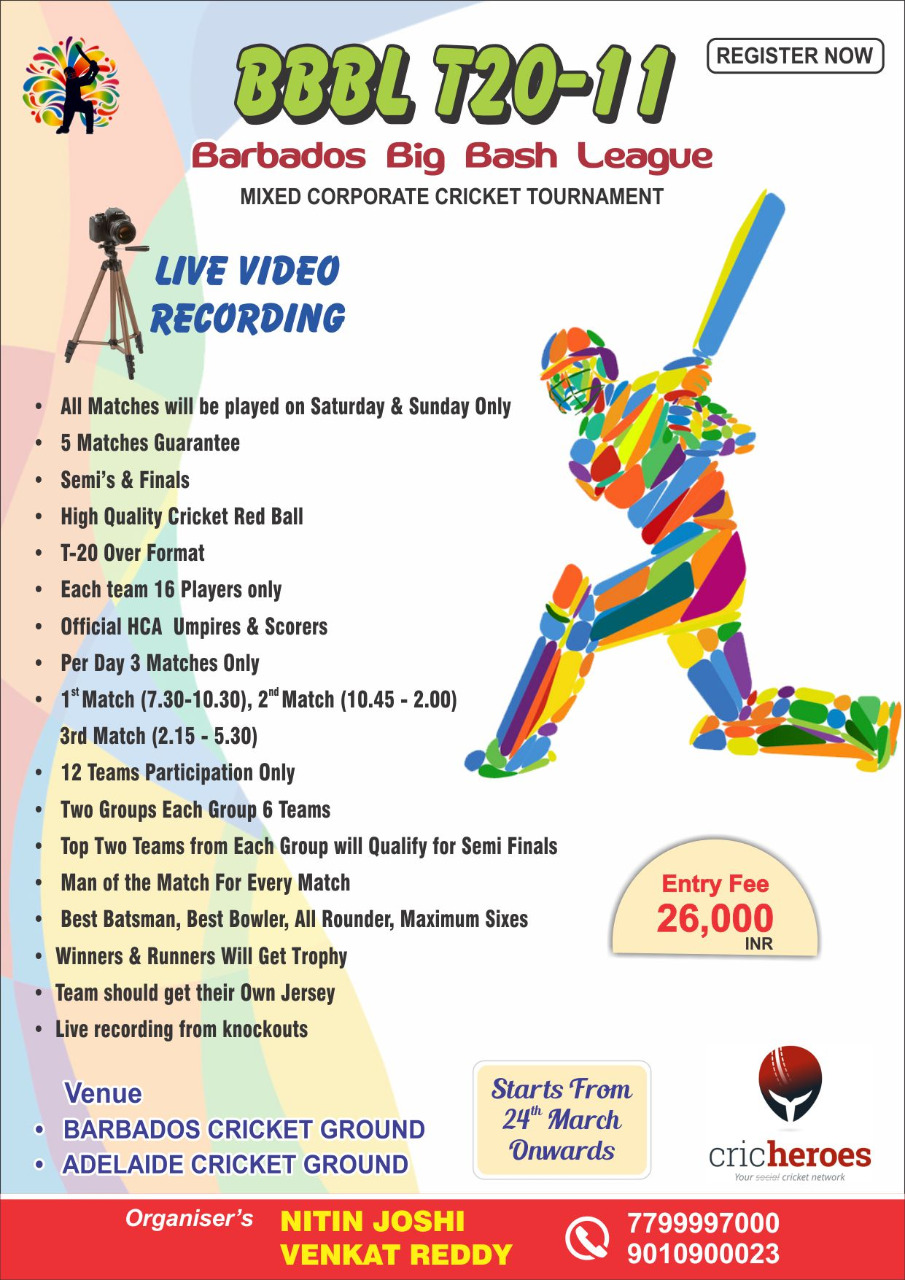 BBBL T20-11
REGISTER NOW
Barbados Big Bash League
MIXED CORPORATE CRICKET TOURNAMENT
LIVE VIDEO
RECORDING
• All Matches will be played on Saturday & Sunday Only
• 5 Matches Guarantee
• Semi's & Finals
• High Quality Cricket Red Ball
• T-20 Over Format
• Each team 16 Players only
• Official HCA Umpires & Scorers
• Per Day 3 Matches Only
• 1st Match (7.30-10.30), 2nd Match (10.45 - 2.00)
3rd Match (2.15 - 5.30)
• 12 Teams Participation Only
• Two Groups Each Group 6 Teams
• Top Two Teams from Each Group will Qualify for Semi Finals
• Man of the Match For Every Match
• Best Batsman, Best Bowler, All Rounder, Maximum Sixes
• Winners & Runners Will Get Trophy
• Team should get their Own Jersey
• Live recording from knockouts
Entry Fee
26,000
INR
Venue
• BARBADOS CRICKET GROUND
• ADELAIDE CRICKET GROUND
Starts From
24th March
Onwards
cricheroes
Your social cricket network
Organiser's
NITIN JOSHI
VENKAT REDDY
7799997000
9010900023